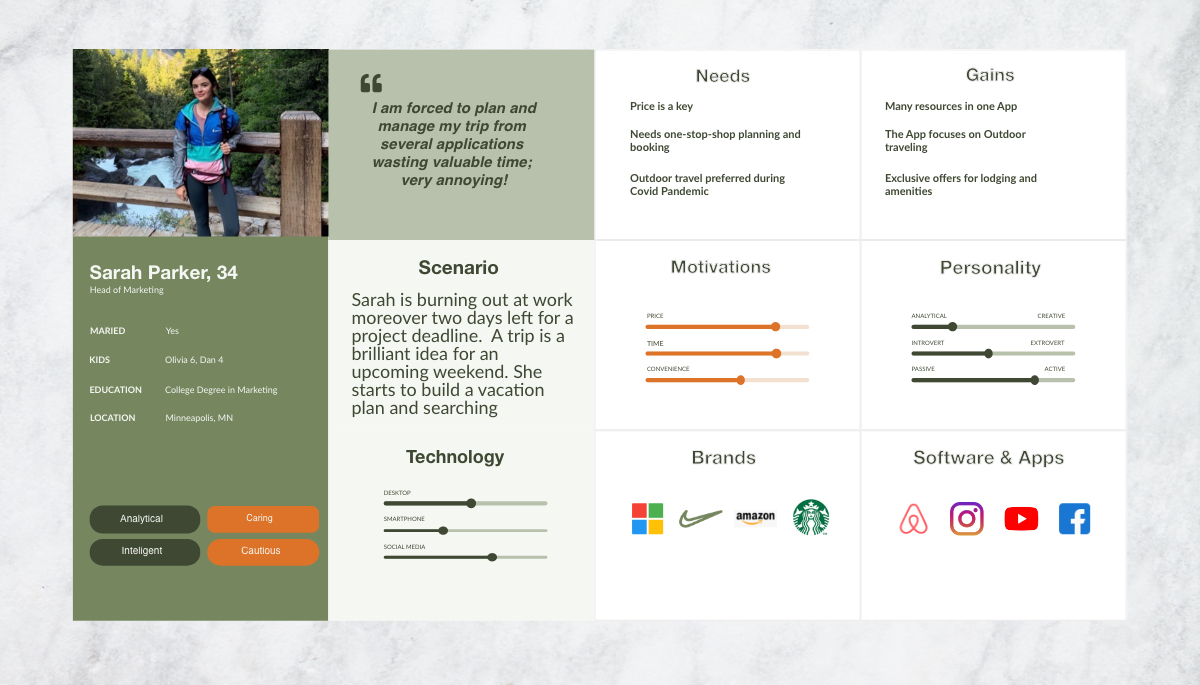 I am forced to plan and
manage my trip from
several applications
wasting valuable time;
very annoying!
Needs
Price is a key
Needs one-stop-shop planning and
booking
Outdoor travel preferred during
Covid Pandemic
Gains
Many resources in one App
The App focuses on Outdoor
traveling
Exclusive offers for lodging and
amenities
Sarah Parker, 34
Head of Marketing
MARIED Yes
KIDS Olivia 6, Dan 4
EDUCATION College Degree in Marketing
LOCATION Minneapolis, MN
Analytical Caring
Inteligent Cautious
Scenario
Sarah is burning out at work
moreover two days left for a
project deadline. A trip is a
brilliant idea for an
upcoming weekend. She
starts to build a vacation
plan and searching
Technology
DESKTOP
SMARTPHONE
SOCIAL MEDIA
Motivations
PRICE
TIME
CONVENIENCE
Personality
ANALYTICAL CREATIVE
INTROVERT EXTROVERT
PASSIVE ACTIVE
Brands
amazon
Software & Apps